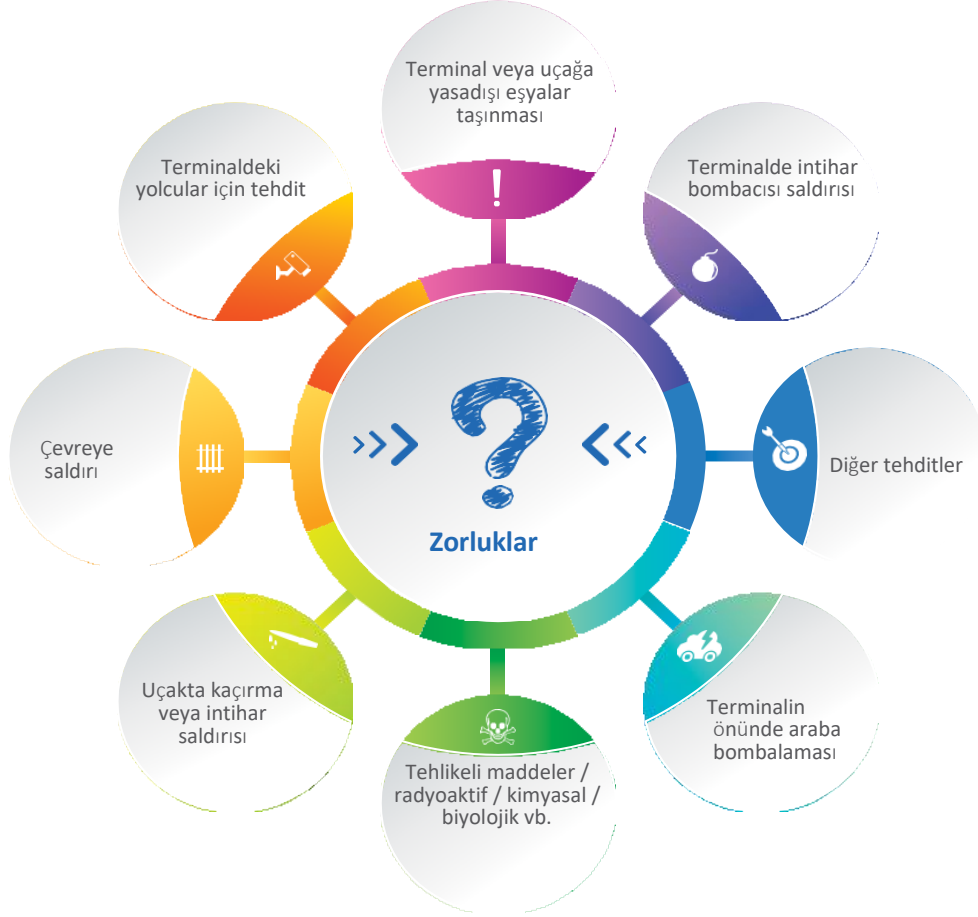 Terminal veya uçağa
yasadışı eşyalar
taşınması
Terminaldeki
yolcular için tehdit
Terminalde intihar
bombacısı saldırısı
Çevreye
saldırı
Diğer tehditler
Zorluklar
Uçakta kaçırma
veya intihar
saldırısı
Terminalin
önünde araba
bombalaması
Tehlikeli maddeler /
radyoaktif / kimyasal /
biyolojik vb.